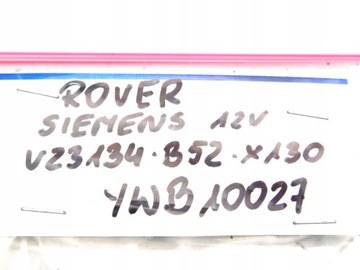 ROVER
SIEMENS 12V
V23134.B52.X130
YWB10027